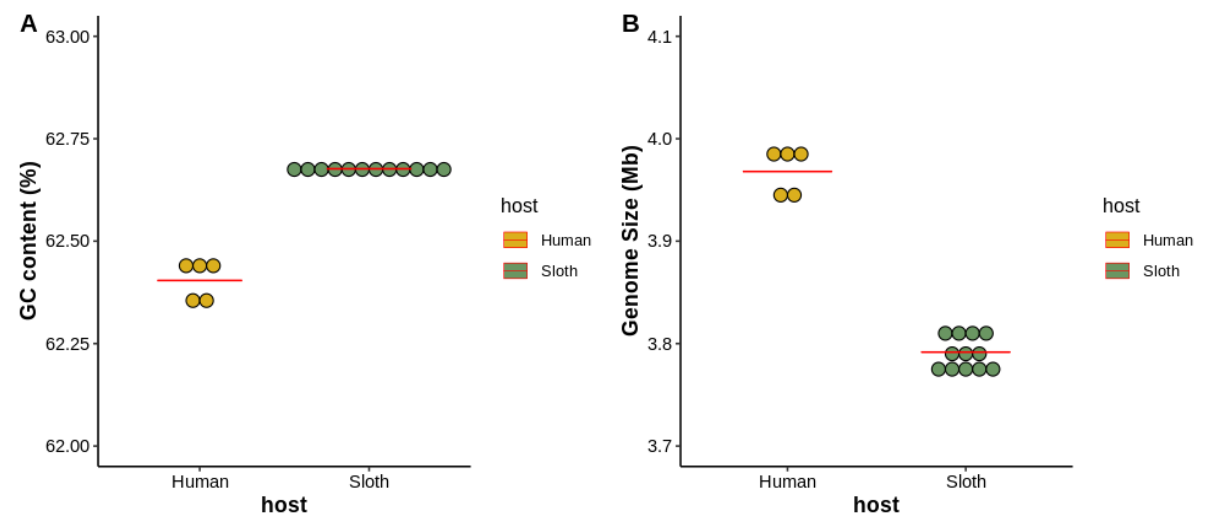 A
63.00
62.75
62.50
62.25
62.00
GC content (%)
Human
Sloth
host
host
Human
Sloth
B
4.1
4.0
3.9
3.8
3.7
Genome Size (Mb)
Human
Sloth
host
host
Human
Sloth